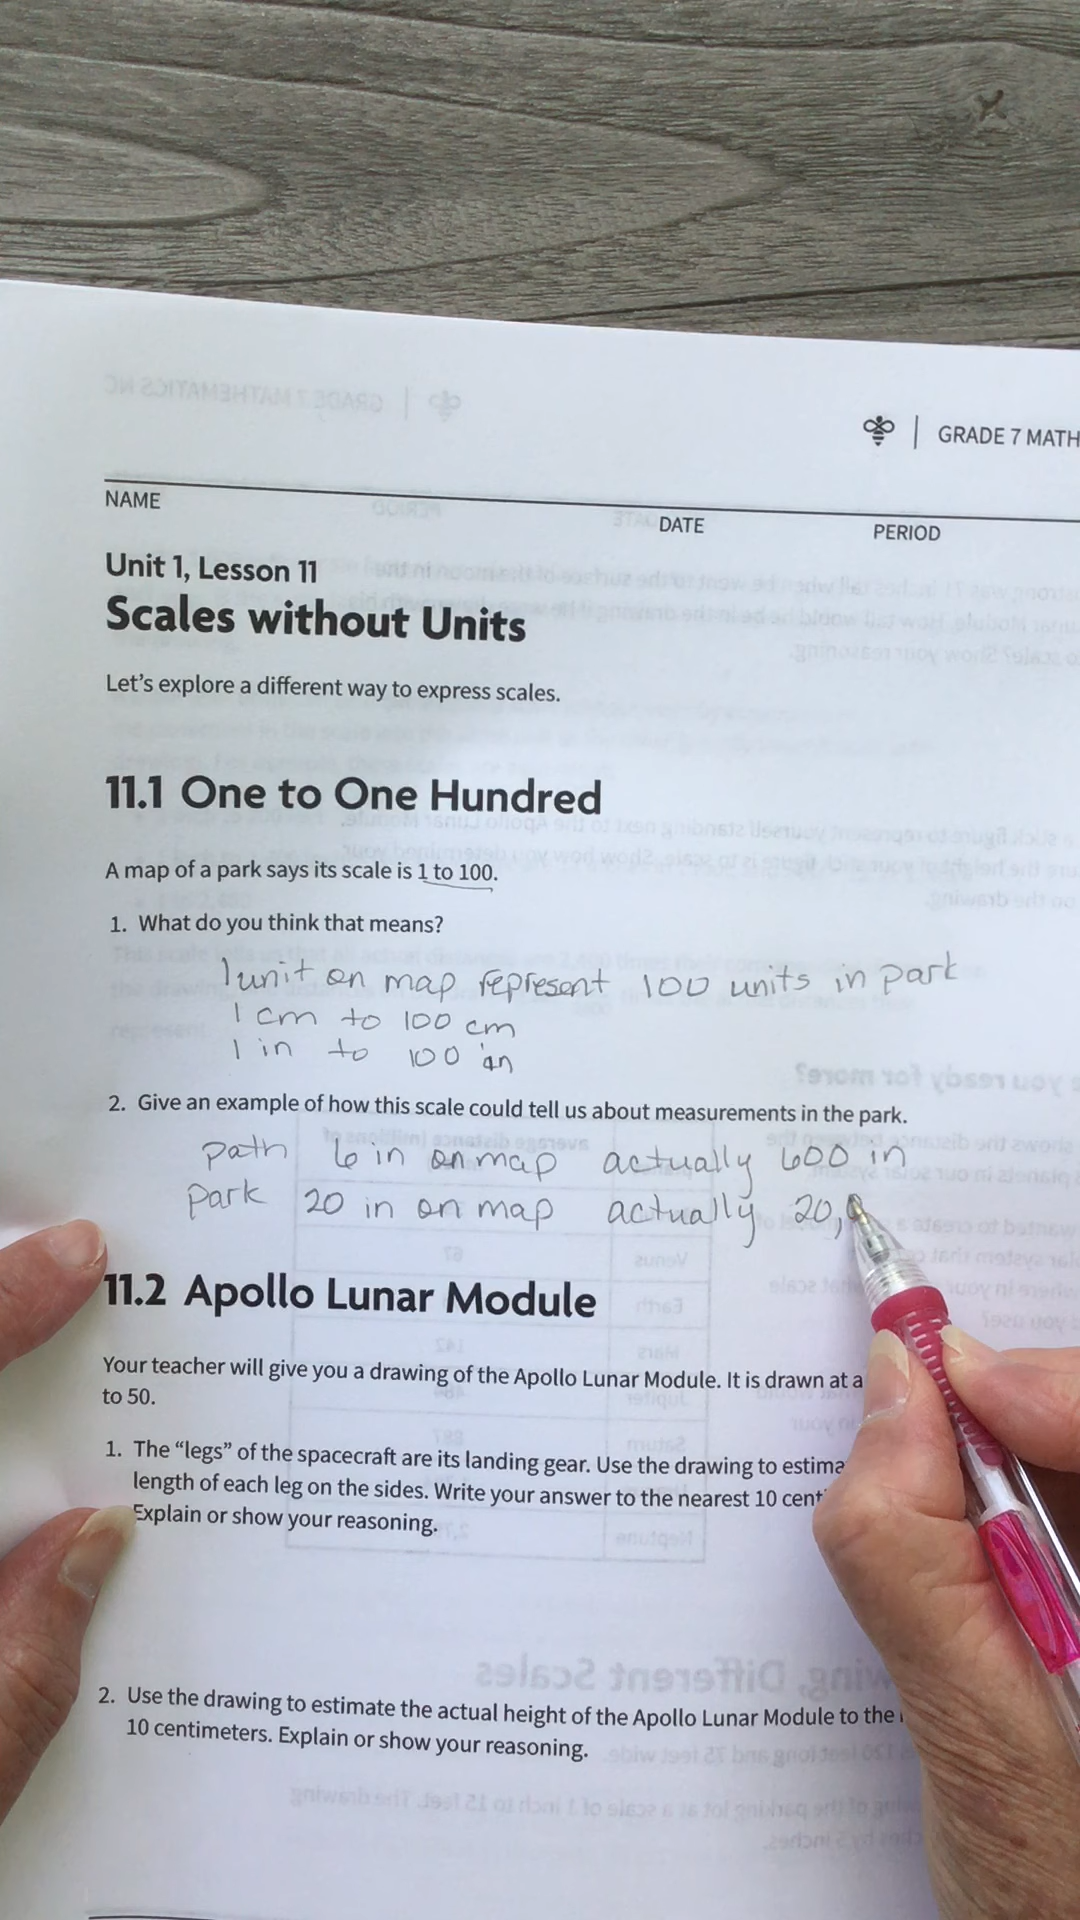 GRADE 7 MATHEMATICS NC
GRADE 7 MATH
NAME
DATE
PERIOD
Unit 1, Lesson 11
Scales without Units
Let's explore a different way to express scales.
11.1 One to One Hundred
A map of a park says its scale is 1 to 100.
1. What do you think that means?
1 unit on map represent 100 units in park
1 cm to 100 cm
1 in to 100 in
2. Give an example of how this scale could tell us about measurements in the park.
path 6 in on map actually 600 in
park 20 in on map actually 20,0
11.2 Apollo Lunar Module
Your teacher will give you a drawing of the Apollo Lunar Module. It is drawn at a
to 50.
1. The “legs” of the spacecraft are its landing gear. Use the drawing to estima
length of each leg on the sides. Write your answer to the nearest 10 cent
Explain or show your reasoning.
2. Use the drawing to estimate the actual height of the Apollo Lunar Module to the
10 centimeters. Explain or show your reasoning.